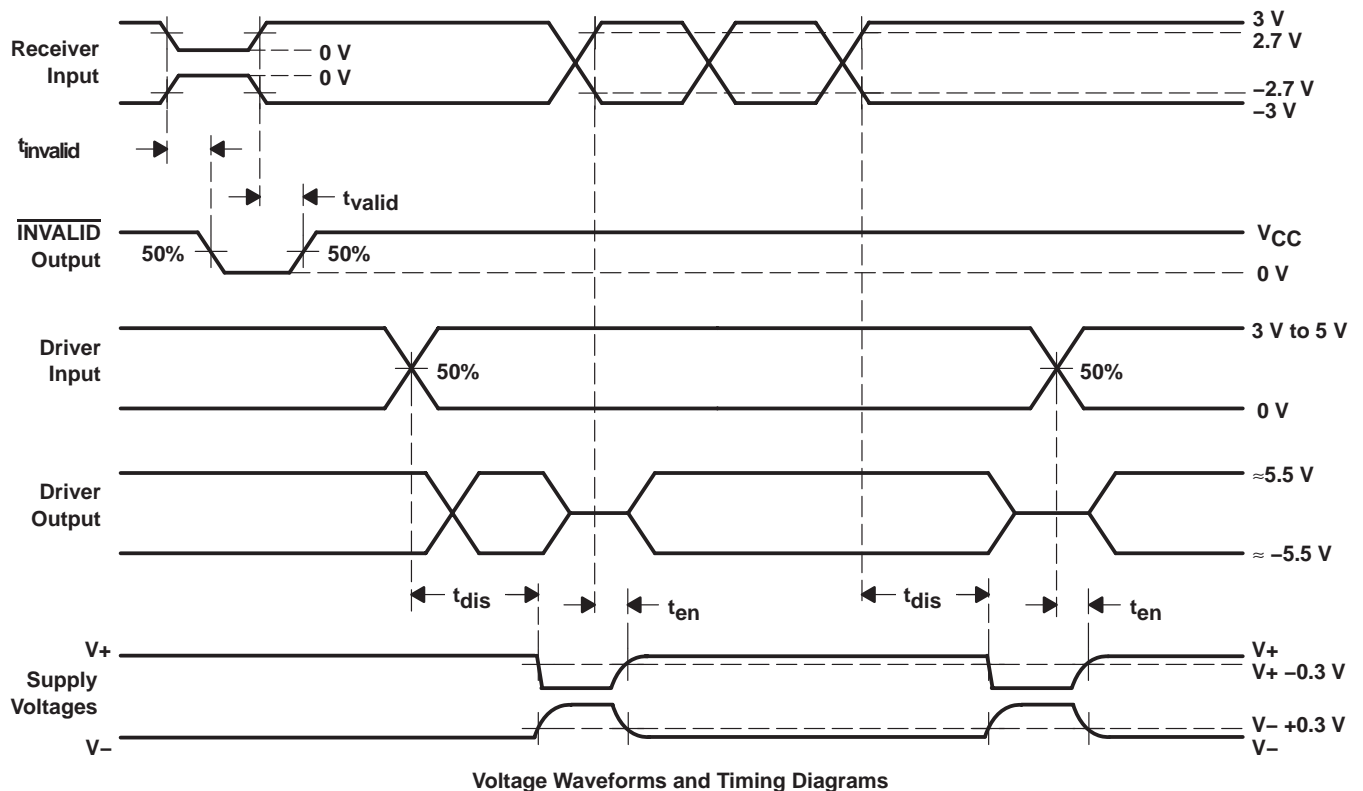 3 V
2.7 V
Receiver
Input
0 V
0 V
–2.7 V
–3 V
tinvalid
tvalid
INVALID
Output
50%
50%
VCC
0 V
Driver
Input
50%
50%
3 V to 5 V
0 V
Driver
Output
≈5.5 V
≈ –5.5 V
tdis
ten
tdis
ten
V+
Supply
Voltages
V–
V+
V+ –0.3 V
V– +0.3 V
V–
Voltage Waveforms and Timing Diagrams